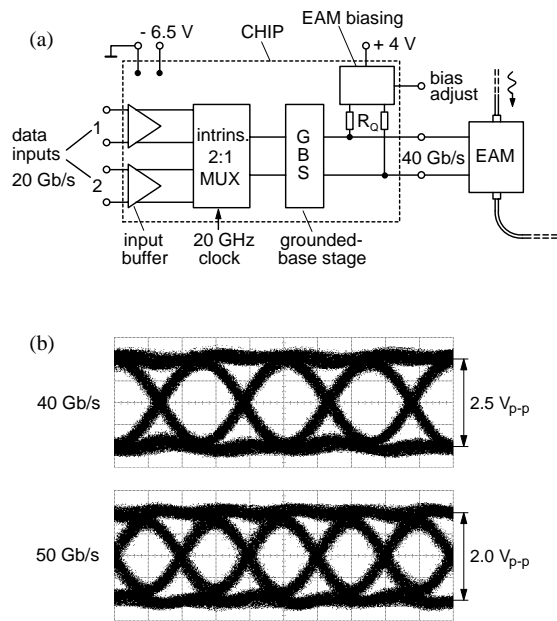 (a)
- 6.5 V
CHIP
EAM biasing
+ 4 V
bias
adjust
data
inputs
20 Gb/s
1
2
intrins.
2:1
MUX
G
B
S
R_Q
40 Gb/s
EAM
input
buffer
20 GHz
clock
grounded-
base stage
(b)
40 Gb/s
2.5 V_p-p
50 Gb/s
2.0 V_p-p